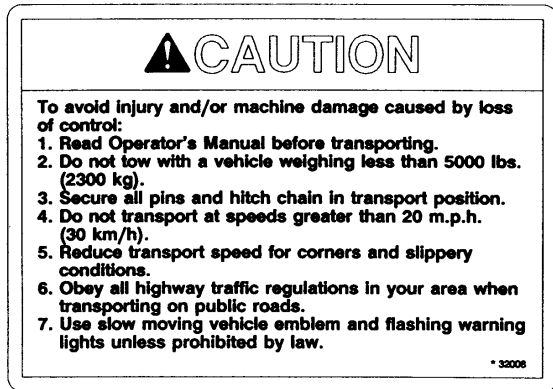 CAUTION
To avoid injury and/or machine damage caused by loss
of control:
1. Read Operator's Manual before transporting.
2. Do not tow with a vehicle weighing less than 5000 lbs.
(2300 kg).
3. Secure all pins and hitch chain in transport position.
4. Do not transport at speeds greater than 20 m.p.h.
(30 km/h).
5. Reduce transport speed for corners and slippery
conditions.
6. Obey all highway traffic regulations in your area when
transporting on public roads.
7. Use slow moving vehicle emblem and flashing warning
lights unless prohibited by law.
* 32008